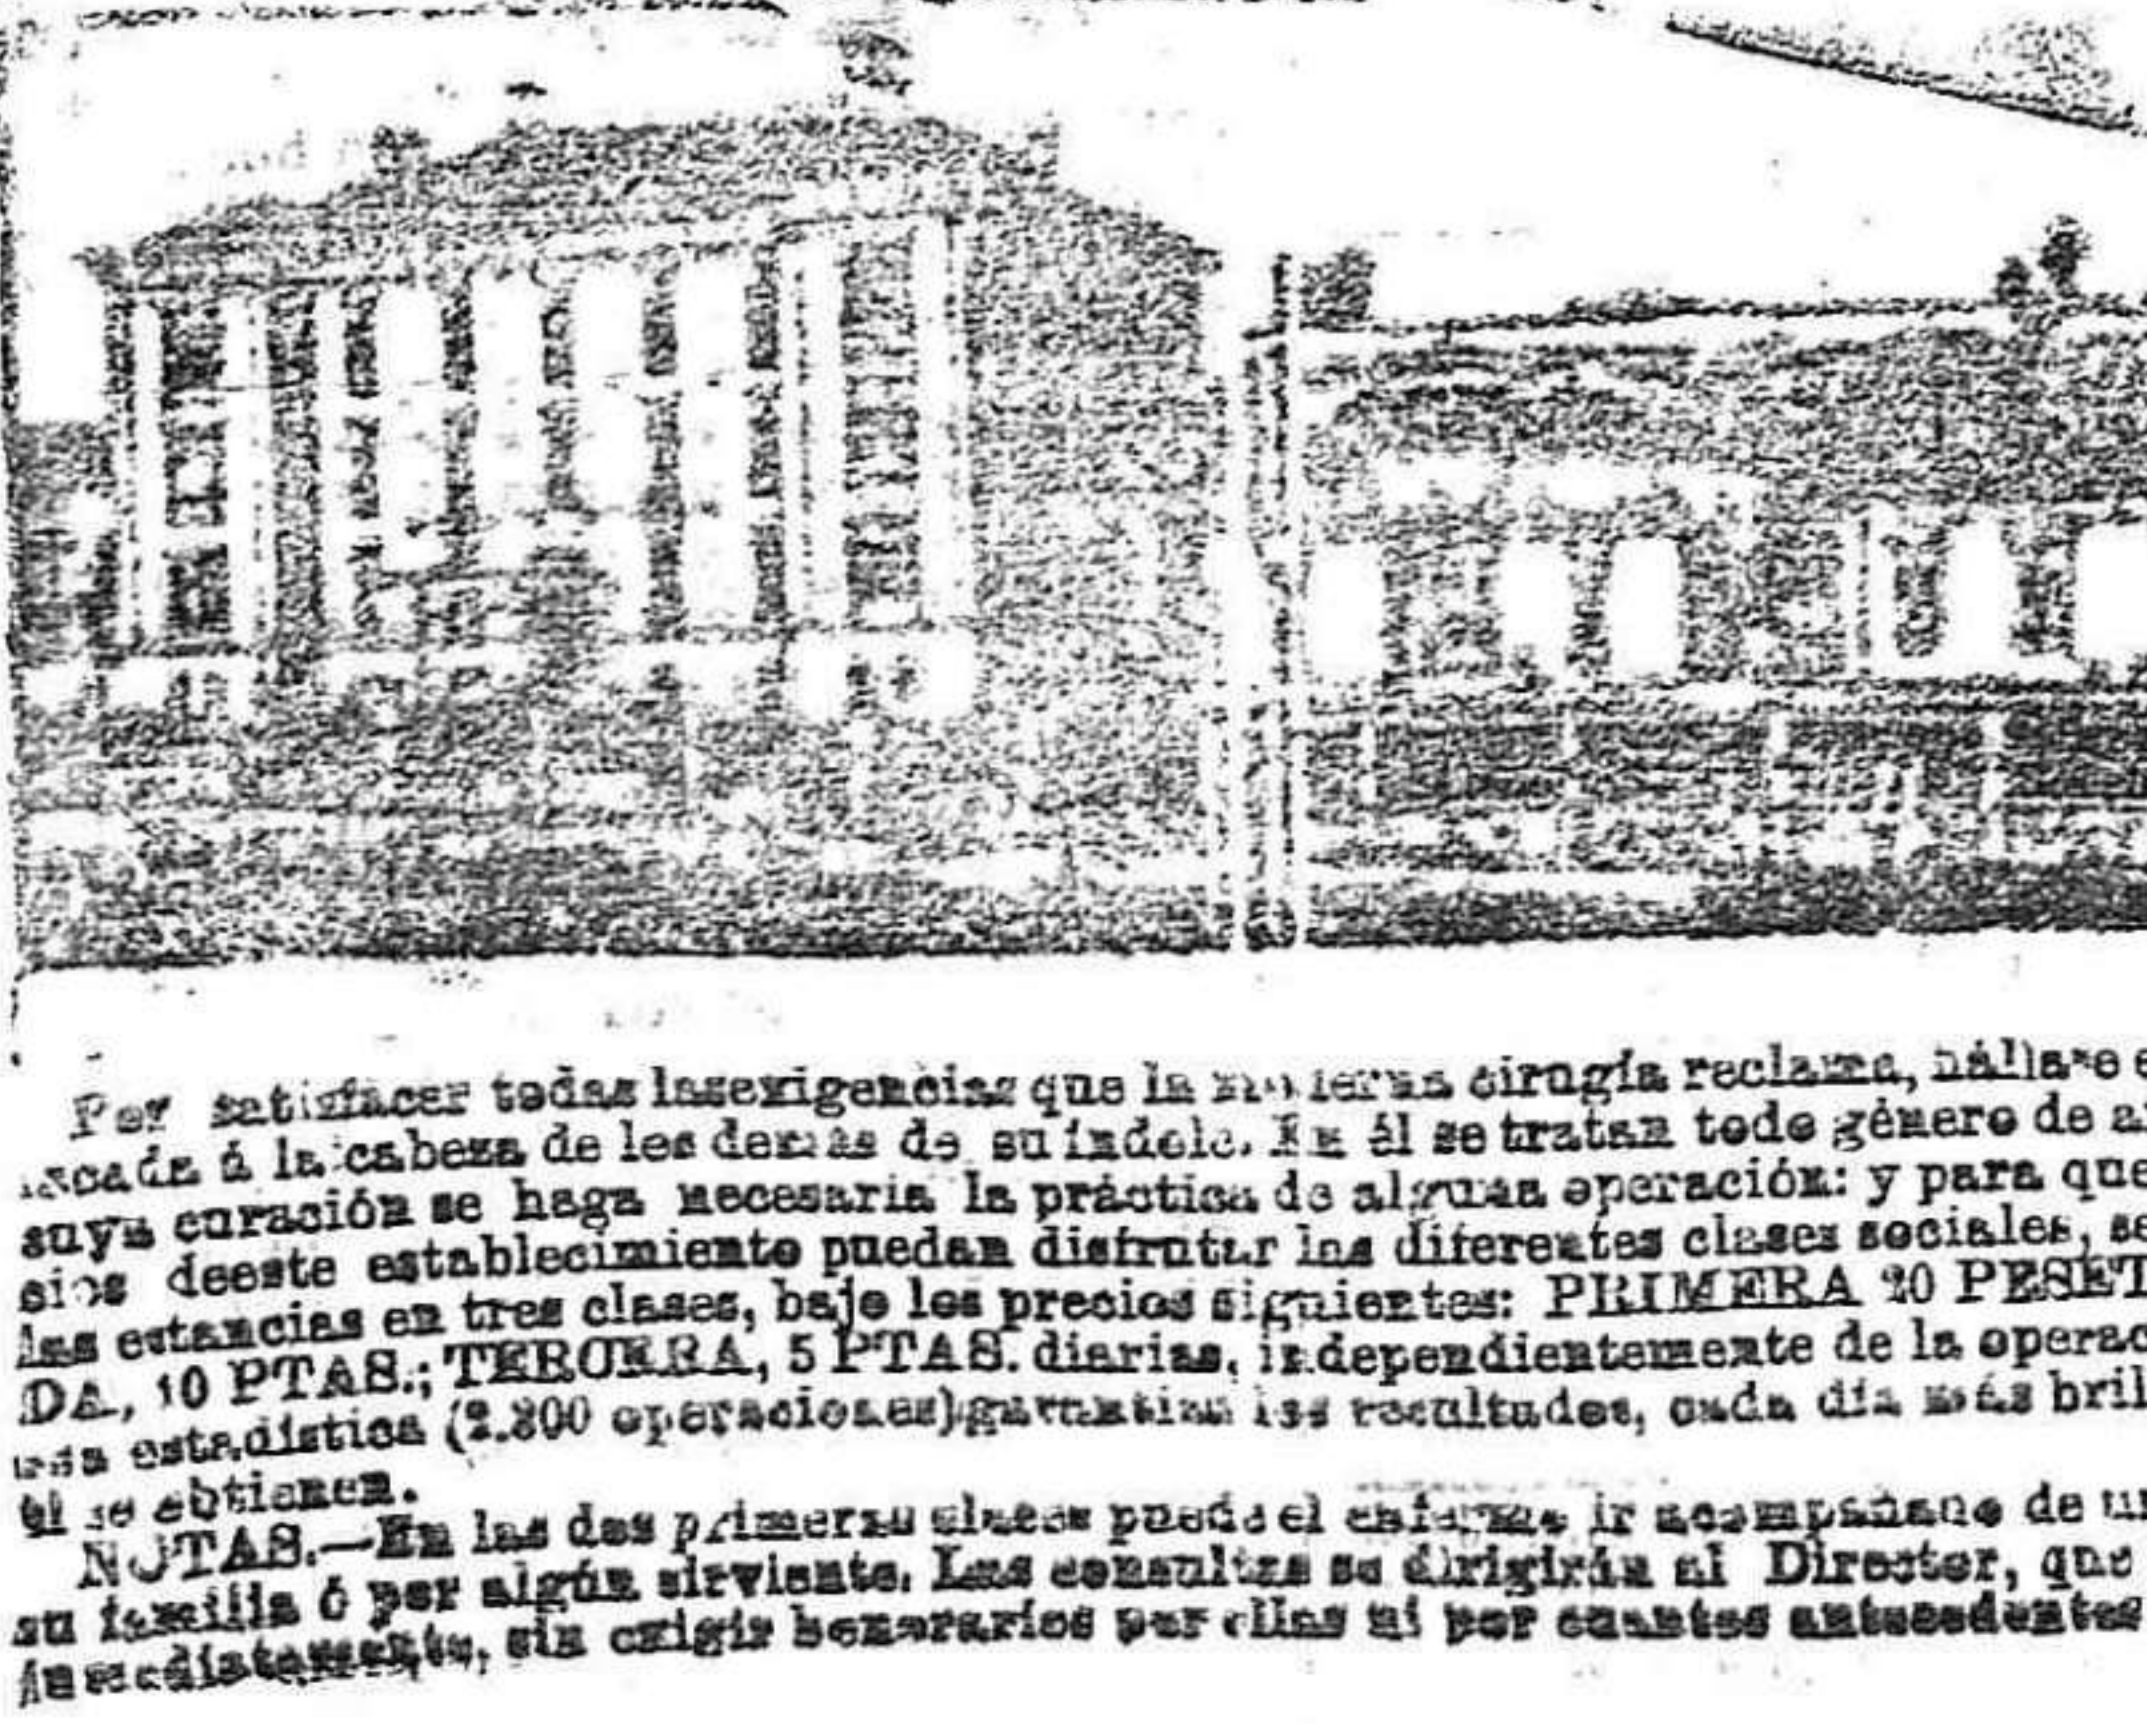 Por satisfacer todas las exigencias que la moderna cirugía reclama, hállase
á la cabeza de los demás de su índole. En él se tratan todo género de
cuya curación se haga necesaria la práctica de alguna operación: y para que
de este establecimiento puedan disfrutar las diferentes clases sociales, se
las estancias en tres clases, bajo los precios siguientes: PRIMERA 20 PESET
DA, 10 PTAS.; TERCERA, 5 PTAS. diarias, independientemente de la operac
estadística (2.300 operaciones) garantizan los resultados, cada día más bril
se obtienen.
NOTAS.—En las dos primeras clases puede el enfermo ir acompañado de un
su familia ó por algún sirviente. Las consultas se dirigirán al Director, que
inmediatamente, sin exigir honorarios por ellas ni por cuantos antecedentes